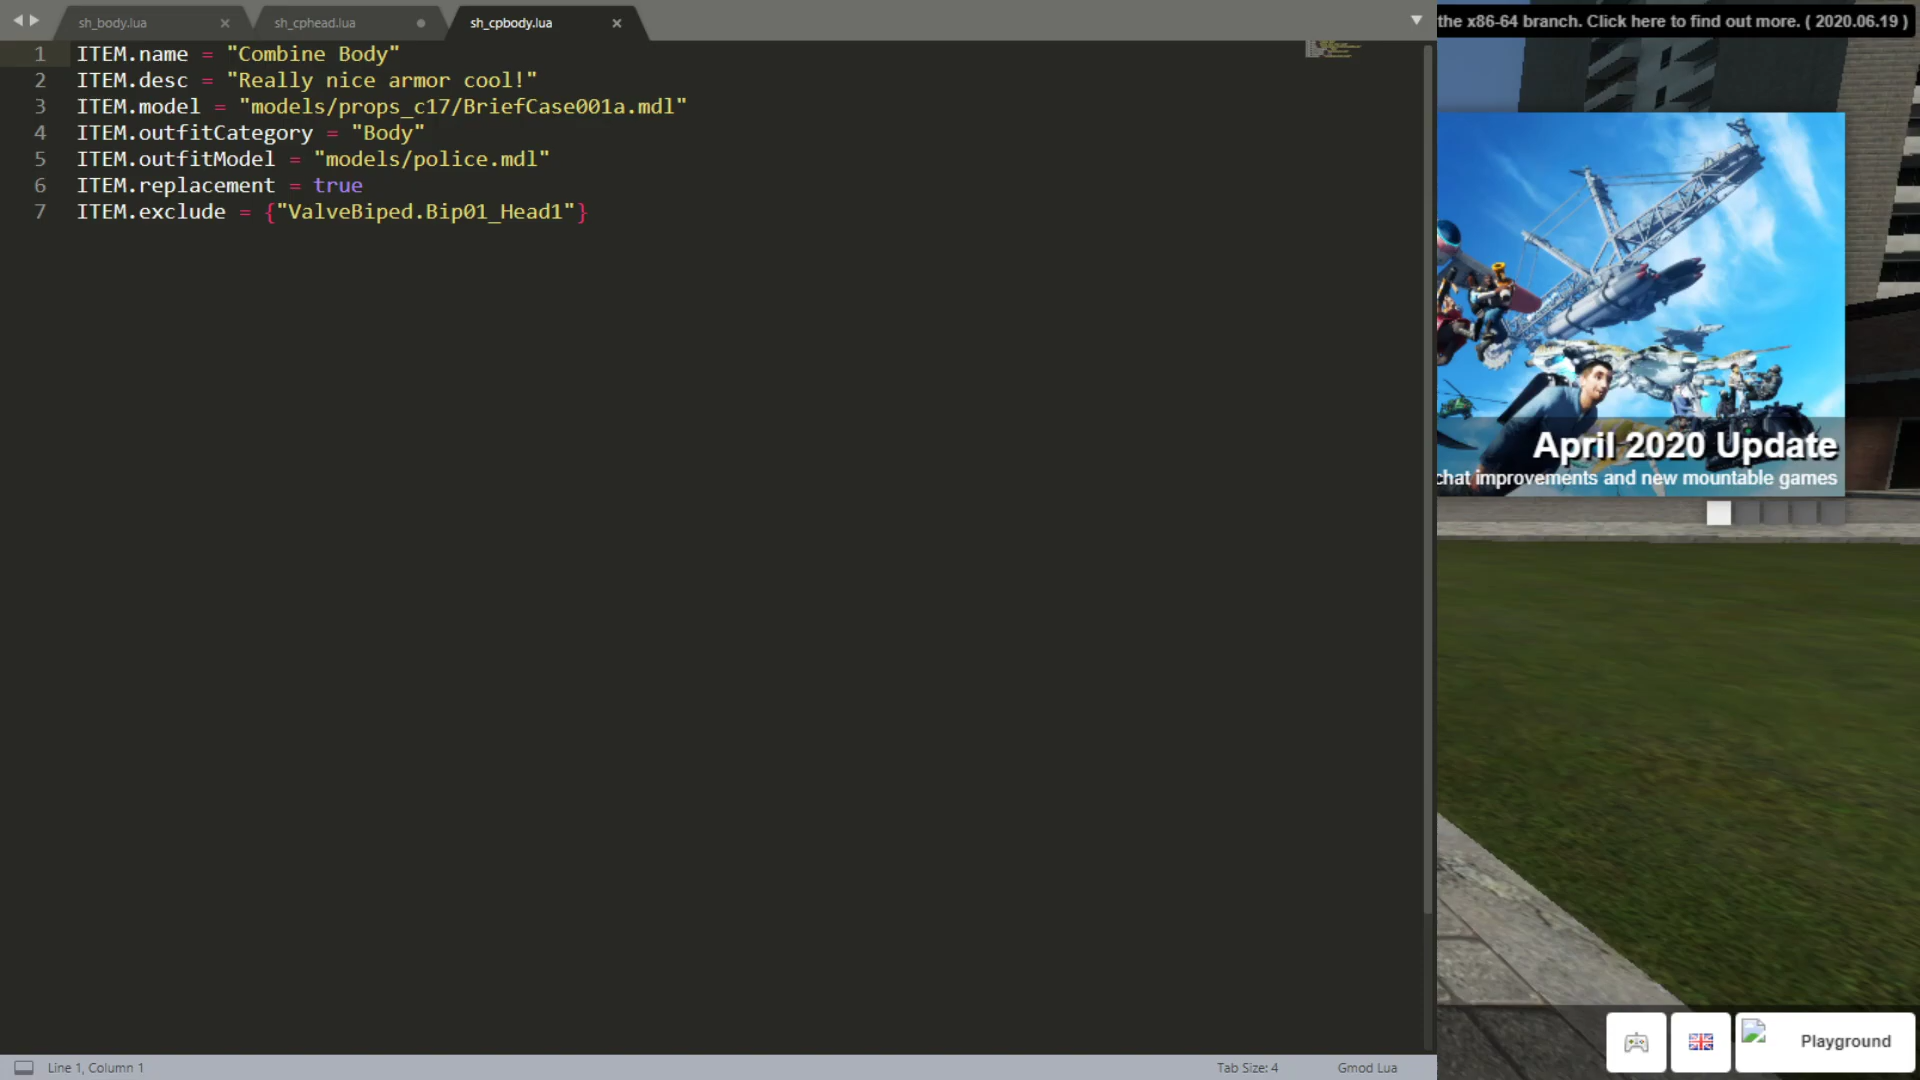 sh_body.lua
sh_cphead.lua
sh_cpbody.lua
the x86-64 branch. Click here to find out more. ( 2020.06.19 )
1 ITEM.name = "Combine Body"
2 ITEM.desc = "Really nice armor cool!"
3 ITEM.model = "models/props_c17/BriefCase001a.mdl"
4 ITEM.outfitCategory = "Body"
5 ITEM.outfitModel = "models/police.mdl"
6 ITEM.replacement = true
7 ITEM.exclude = {"ValveBiped.Bip01_Head1"}
April 2020 Update
chat improvements and new mountable games
Playground
Line 1, Column 1
Tab Size: 4
Gmod Lua